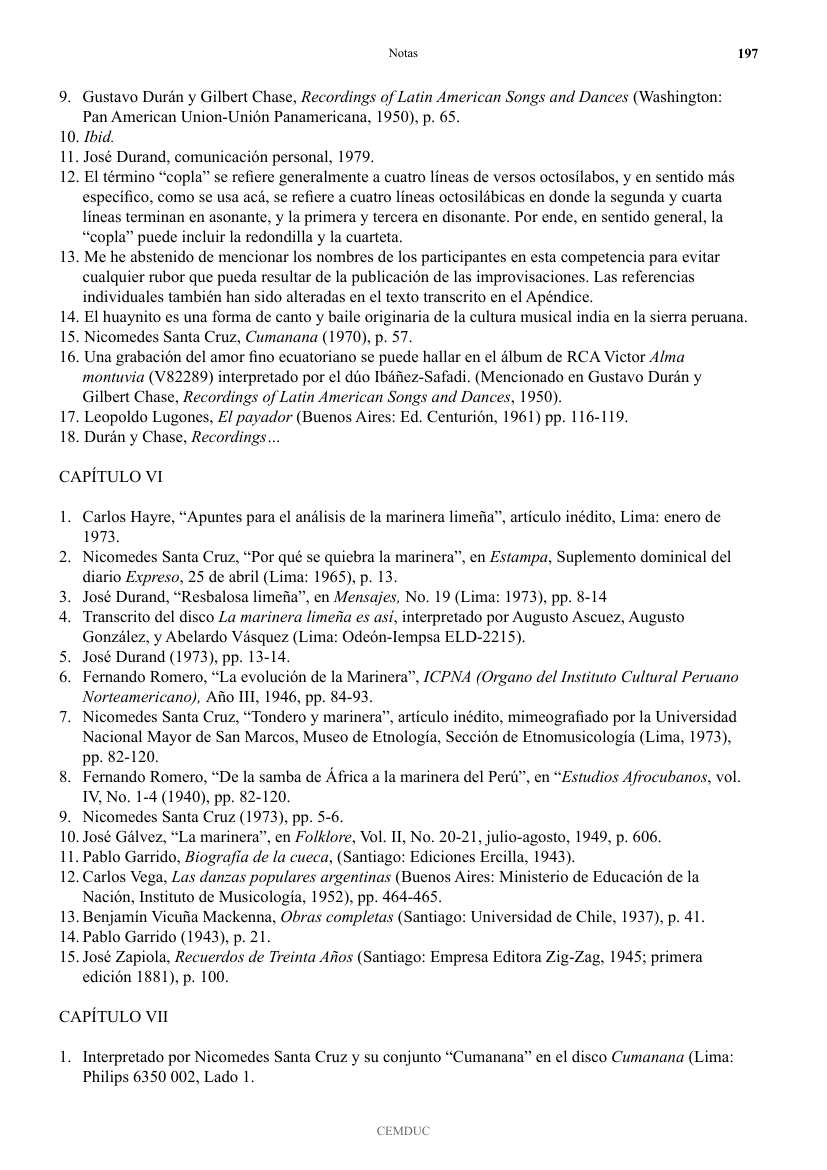 Notas
197
9. Gustavo Durán y Gilbert Chase, Recordings of Latin American Songs and Dances (Washington:
Pan American Union-Unión Panamericana, 1950), p. 65.
10. Ibid.
11. José Durand, comunicación personal, 1979.
12. El término “copla” se refiere generalmente a cuatro líneas de versos octosílabos, y en sentido más
específico, como se usa acá, se refiere a cuatro líneas octosilábicas en donde la segunda y cuarta
líneas terminan en asonante, y la primera y tercera en disonante. Por ende, en sentido general, la
“copla” puede incluir la redondilla y la cuarteta.
13. Me he abstenido de mencionar los nombres de los participantes en esta competencia para evitar
cualquier rubor que pueda resultar de la publicación de las improvisaciones. Las referencias
individuales también han sido alteradas en el texto transcrito en el Apéndice.
14. El huaynito es una forma de canto y baile originaria de la cultura musical india en la sierra peruana.
15. Nicomedes Santa Cruz, Cumanana (1970), p. 57.
16. Una grabación del amor fino ecuatoriano se puede hallar en el álbum de RCA Victor Alma
montuvia (V82289) interpretado por el dúo Ibáñez-Safadi. (Mencionado en Gustavo Durán y
Gilbert Chase, Recordings of Latin American Songs and Dances, 1950).
17. Leopoldo Lugones, El payador (Buenos Aires: Ed. Centurión, 1961) pp. 116-119.
18. Durán y Chase, Recordings...
CAPÍTULO VI
1. Carlos Hayre, “Apuntes para el análisis de la marinera limeña”, artículo inédito, Lima: enero de
1973.
2. Nicomedes Santa Cruz, “Por qué se quiebra la marinera”, en Estampa, Suplemento dominical del
diario Expreso, 25 de abril (Lima: 1965), p. 13.
3. José Durand, “Resbalosa limeña”, en Mensajes, No. 19 (Lima: 1973), pp. 8-14
4. Transcrito del disco La marinera limeña es así, interpretado por Augusto Ascuez, Augusto
González, y Abelardo Vásquez (Lima: Odeón-Iempsa ELD-2215).
5. José Durand (1973), pp. 13-14.
6. Fernando Romero, “La evolución de la Marinera”, ICPNA (Organo del Instituto Cultural Peruano
Norteamericano), Año III, 1946, pp. 84-93.
7. Nicomedes Santa Cruz, “Tondero y marinera”, artículo inédito, mimeografiado por la Universidad
Nacional Mayor de San Marcos, Museo de Etnología, Sección de Etnomusicología (Lima, 1973),
pp. 82-120.
8. Fernando Romero, “De la samba de África a la marinera del Perú”, en “Estudios Afrocubanos, vol.
IV, No. 1-4 (1940), pp. 82-120.
9. Nicomedes Santa Cruz (1973), pp. 5-6.
10. José Gálvez, “La marinera”, en Folklore, Vol. II, No. 20-21, julio-agosto, 1949, p. 606.
11. Pablo Garrido, Biografía de la cueca, (Santiago: Ediciones Ercilla, 1943).
12. Carlos Vega, Las danzas populares argentinas (Buenos Aires: Ministerio de Educación de la
Nación, Instituto de Musicología, 1952), pp. 464-465.
13. Benjamín Vicuña Mackenna, Obras completas (Santiago: Universidad de Chile, 1937), p. 41.
14. Pablo Garrido (1943), p. 21.
15. José Zapiola, Recuerdos de Treinta Años (Santiago: Empresa Editora Zig-Zag, 1945; primera
edición 1881), p. 100.
CAPÍTULO VII
1. Interpretado por Nicomedes Santa Cruz y su conjunto “Cumanana” en el disco Cumanana (Lima:
Philips 6350 002, Lado 1.
CEMDUC